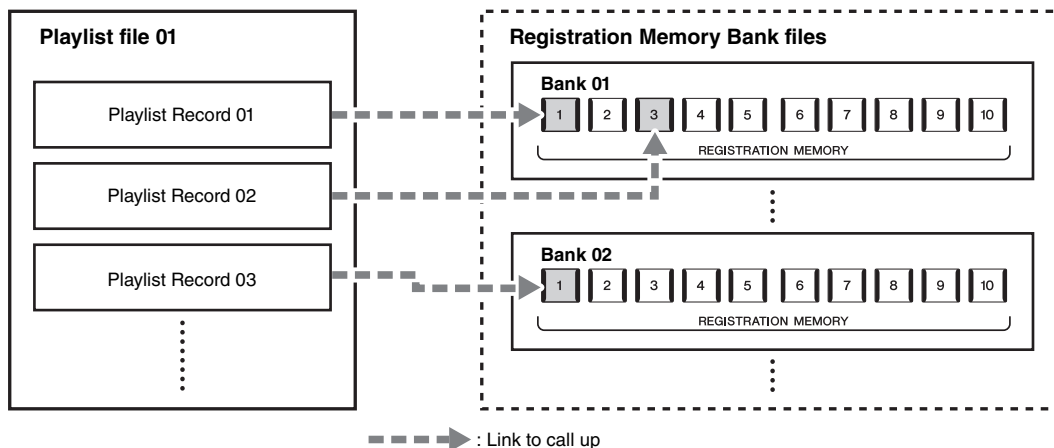 Playlist file 01
Playlist Record 01
Playlist Record 02
Playlist Record 03
Registration Memory Bank files
Bank 01
1 2 3 4 5 6 7 8 9 10
REGISTRATION MEMORY
Bank 02
1 2 3 4 5 6 7 8 9 10
REGISTRATION MEMORY
: Link to call up